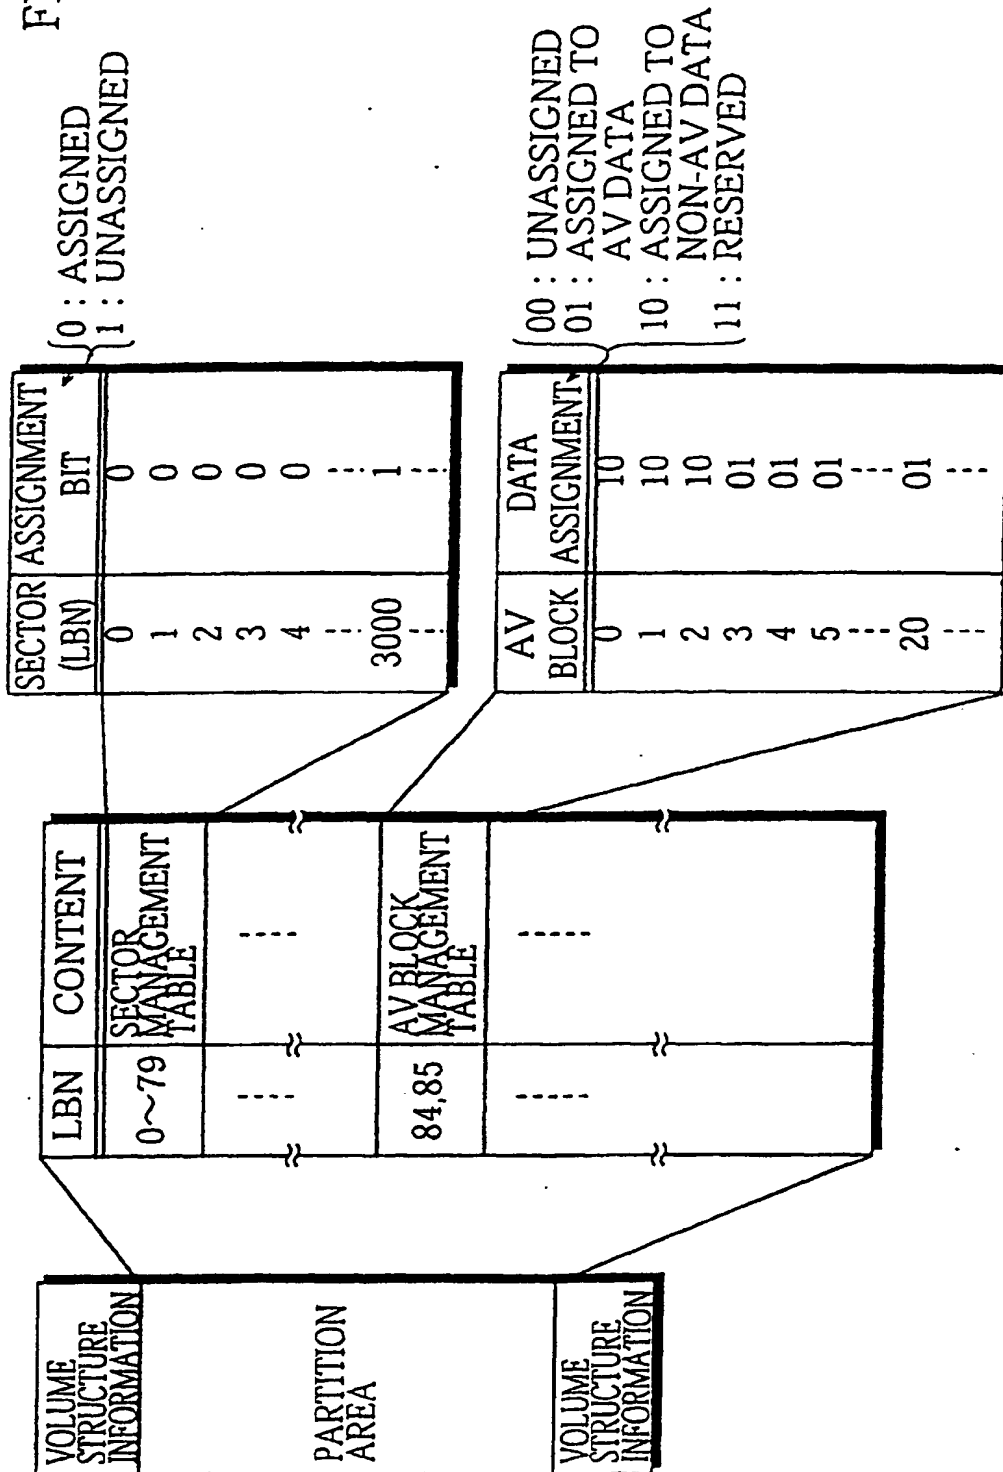 F
VOLUME
STRUCTURE
INFORMATION
PARTITION
AREA
VOLUME
STRUCTURE
INFORMATION
LBN CONTENT
0~79 SECTOR
MANAGEMENT
TABLE
84,85 AV BLOCK
MANAGEMENT
TABLE
SECTOR ASSIGNMENT
(LBN) BIT
0 0
1 0
2 0
3 0
4 0
3000 1
0 : ASSIGNED
1 : UNASSIGNED
AV DATA
BLOCK ASSIGNMENT
0 10
1 10
2 10
3 01
4 01
5 01
20 01
00 : UNASSIGNED
01 : ASSIGNED TO
AV DATA
10 : ASSIGNED TO
NON-AV DATA
11 : RESERVED